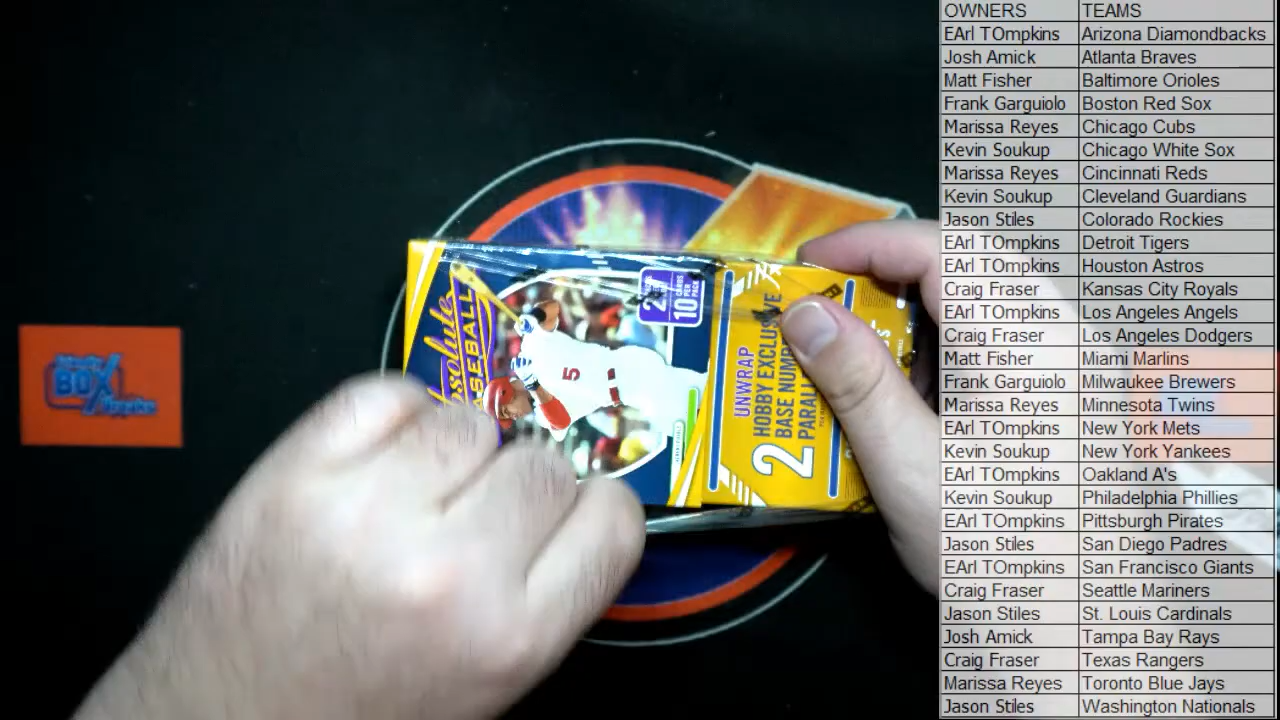 OWNERS TEAMS
EArl TOmpkins Arizona Diamondbacks
Josh Amick Atlanta Braves
Matt Fisher Baltimore Orioles
Frank Garguiolo Boston Red Sox
Marissa Reyes Chicago Cubs
Kevin Soukup Chicago White Sox
Marissa Reyes Cincinnati Reds
Kevin Soukup Cleveland Guardians
Jason Stiles Colorado Rockies
EArl TOmpkins Detroit Tigers
EArl TOmpkins Houston Astros
Craig Fraser Kansas City Royals
EArl TOmpkins Los Angeles Angels
Craig Fraser Los Angeles Dodgers
Matt Fisher Miami Marlins
Frank Garguiolo Milwaukee Brewers
Marissa Reyes Minnesota Twins
EArl TOmpkins New York Mets
Kevin Soukup New York Yankees
EArl TOmpkins Oakland A's
Kevin Soukup Philadelphia Phillies
EArl TOmpkins Pittsburgh Pirates
Jason Stiles San Diego Padres
EArl TOmpkins San Francisco Giants
Craig Fraser Seattle Mariners
Jason Stiles St. Louis Cardinals
Josh Amick Tampa Bay Rays
Craig Fraser Texas Rangers
Marissa Reyes Toronto Blue Jays
Jason Stiles Washington Nationals
Absolute
BASEBALL
10 CARDS PER PACK
5
UNWRAP
2 HOBBY EXCLUSIVE
BASE
BOX